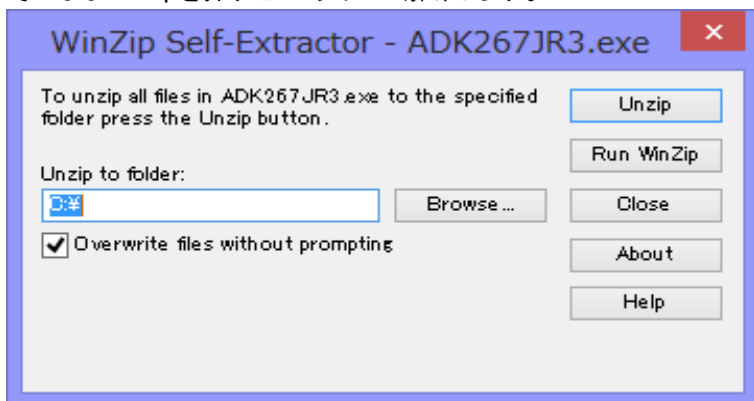 WinZip Self-Extractor - ADK267JR3.exe
To unzip all files in ADK267JR3.exe to the specified
folder press the Unzip button.
Unzip
Run WinZip
Unzip to folder:
C:¥
Browse...
Close
Overwrite files without prompting
About
Help